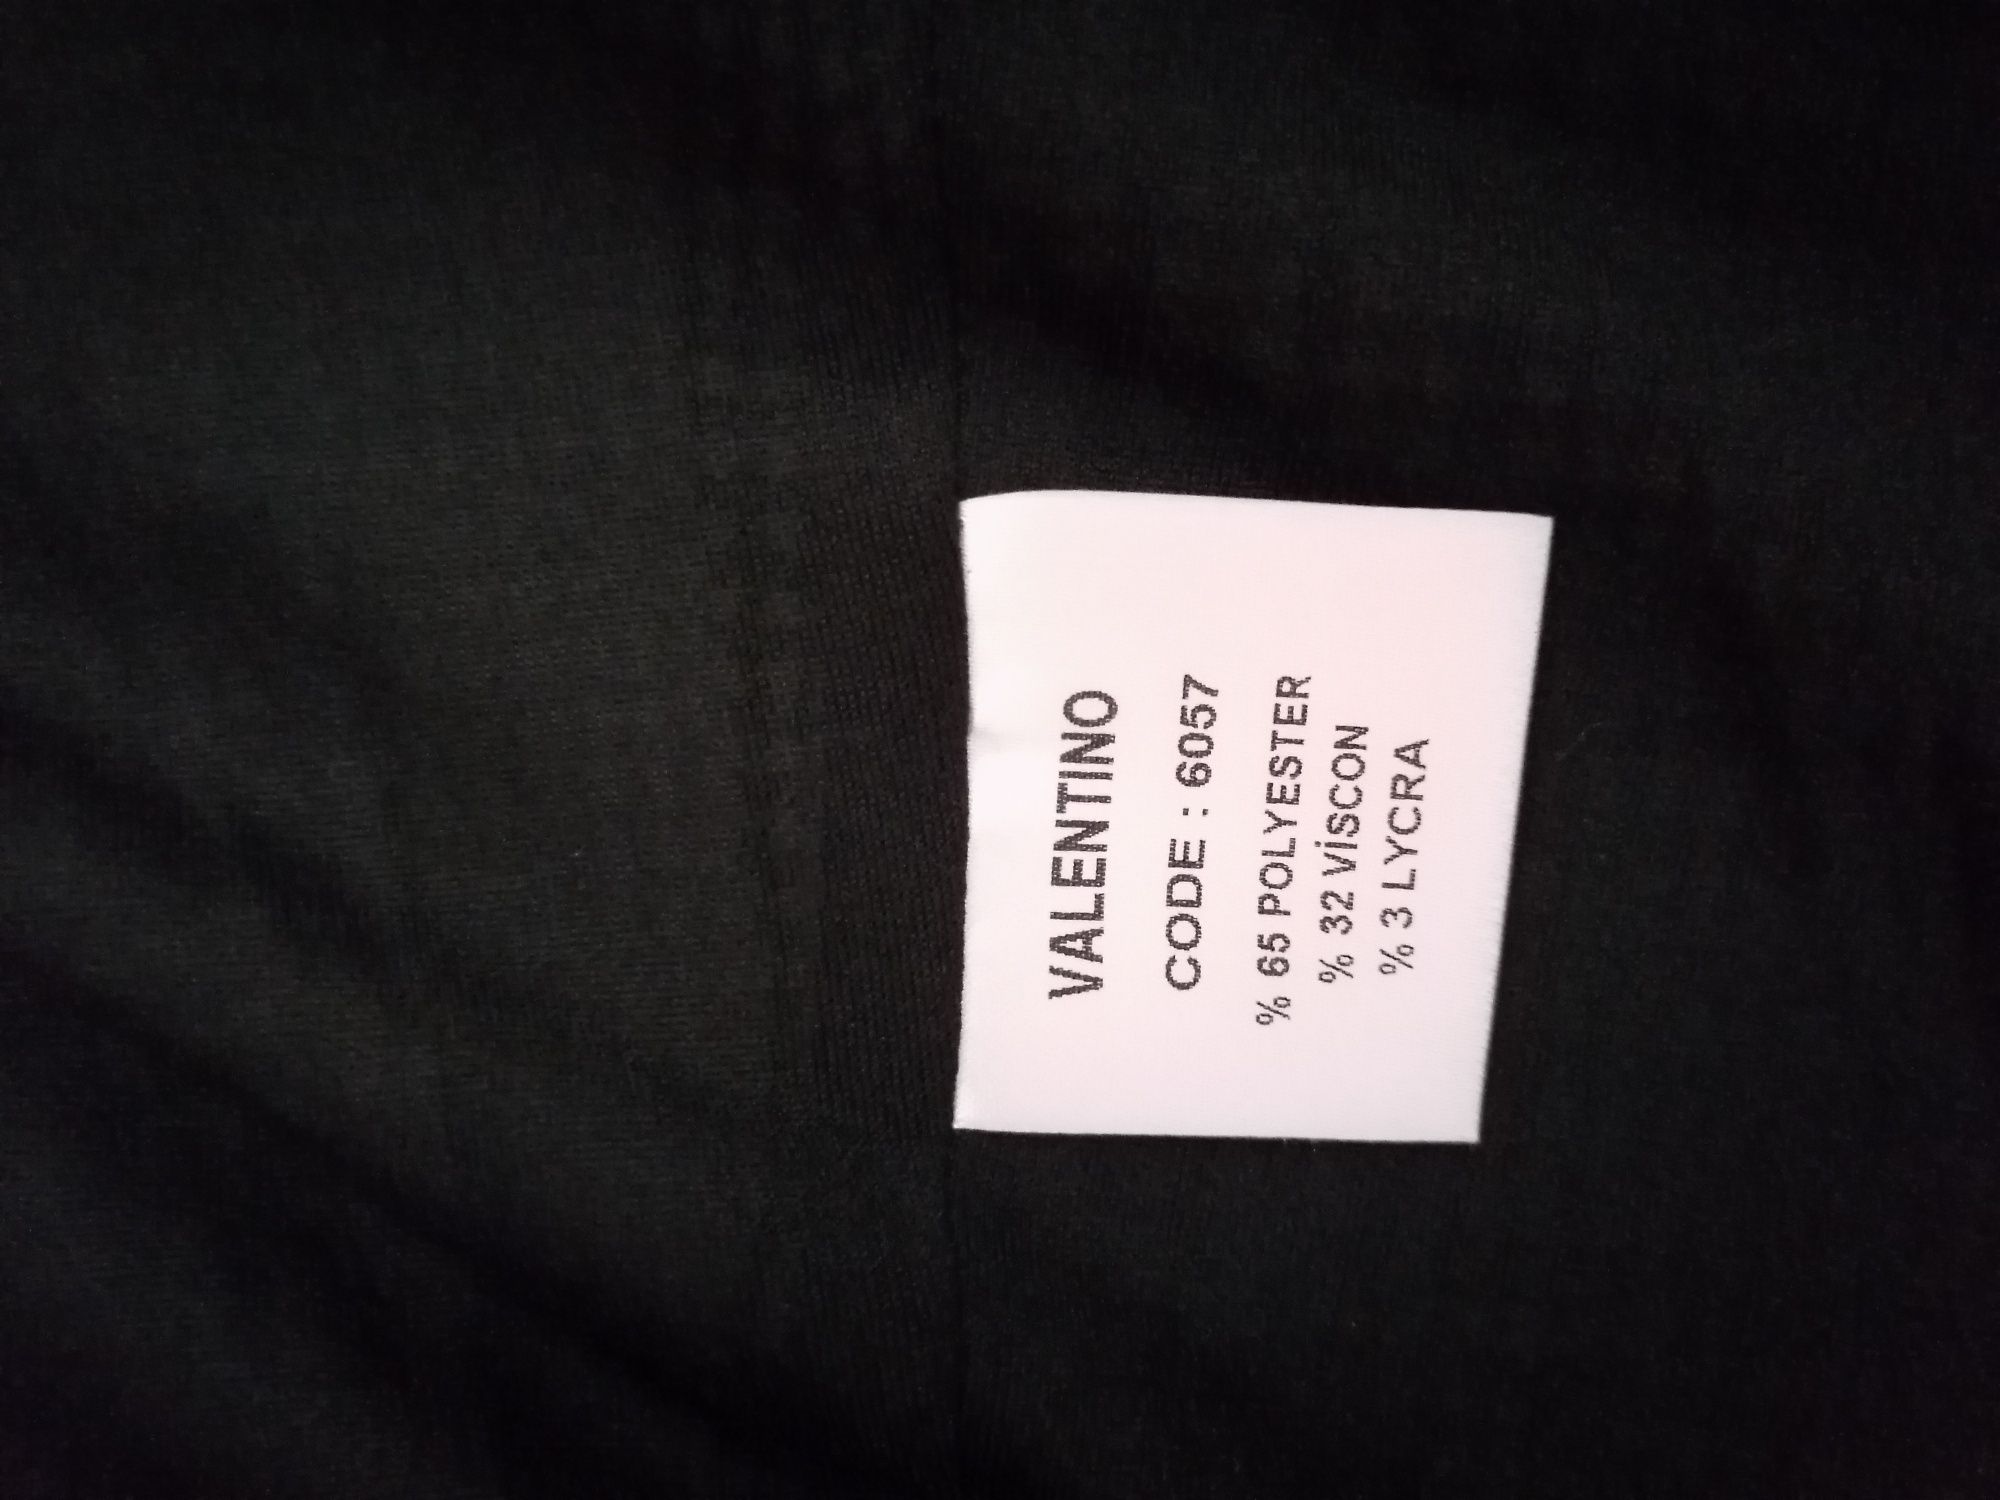 VALENTINO
CODE : 6057
% 65 POLYESTER
% 32 VİSCON
% 3 LYCRA